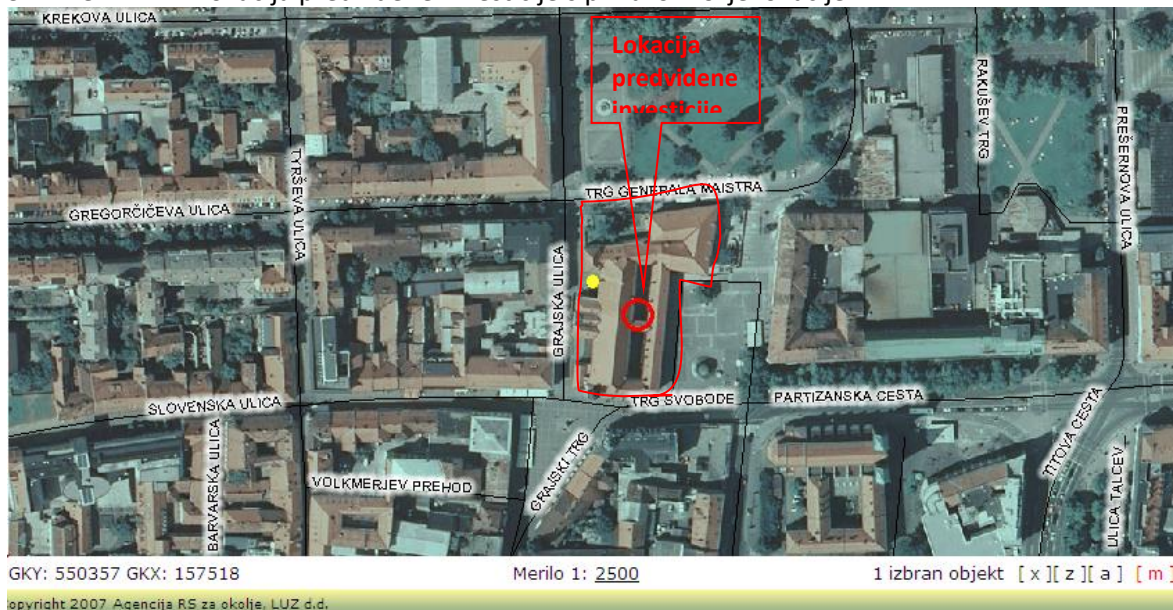 KREKOVA ULICA
Lokacija
predvidene
investicije
RAKUŠEV TRG
PREŠERNOVA ULICA
TYRŠEVA ULICA
TRG GENERALA MAISTRA
GREGORČIČEVA ULICA
GRAJSKA ULICA
SLOVENSKA ULICA
TRG SVOBODE
PARTIZANSKA CESTA
BARVARSKA ULICA
VOLKMERJEV PREHOD
GRAJSKI TRG
TITOVA CESTA
ULICA TALCEV
GKY: 550357 GKX: 157518 Merilo 1: 2500 1 izbran objekt [ x ][ z ][ a ] [ m ]
opyright 2007 Agencija RS za okolje, LUZ d.d.